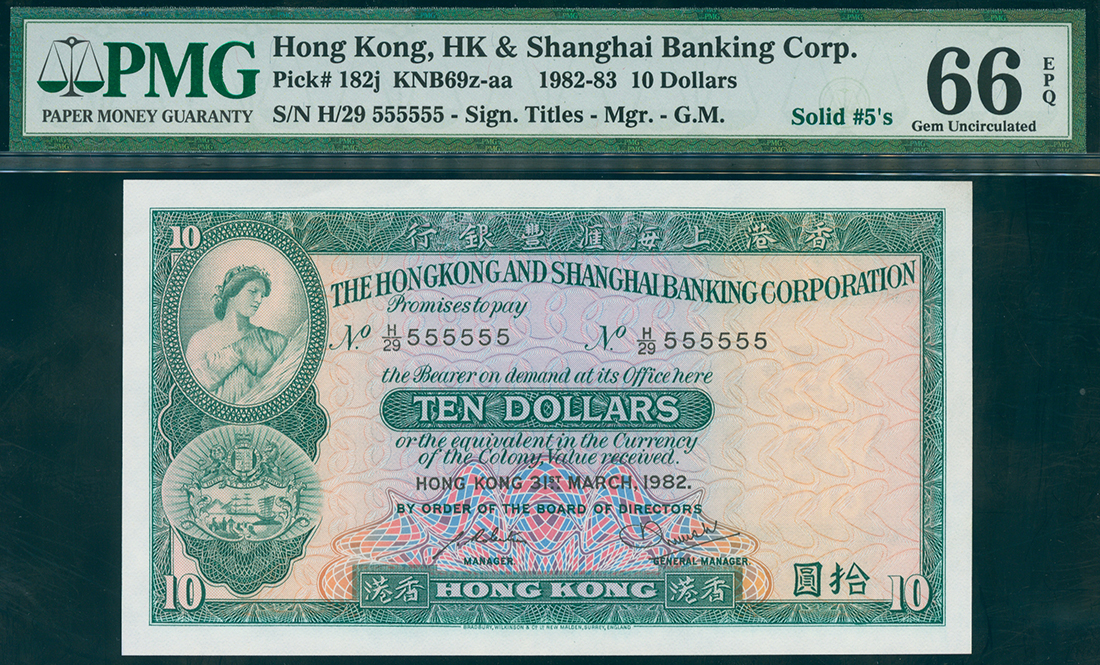 PMG
PAPER MONEY GUARANTY
Hong Kong, HK & Shanghai Banking Corp.
Pick# 182j KNB69z-aa 1982-83 10 Dollars
S/N H/29 555555 - Sign. Titles - Mgr. - G.M.
Solid #5's
66
EPQ
Gem Uncirculated
10
行銀豐滙海上港香
THE HONGKONG AND SHANGHAI BANKING CORPORATION
Promises to pay
No. H/29 555555 No. H/29 555555
the Bearer on demand at its Office here
TEN DOLLARS
or the equivalent in the Currency
of the Colony Value received.
HONG KONG 31ST MARCH, 1982.
BY ORDER OF THE BOARD OF DIRECTORS
MANAGER GENERAL MANAGER
圓拾
10 港香 HONG KONG 港香 10
BRADBURY, WILKINSON & Co Ld NEW MALDEN, SURREY, ENGLAND